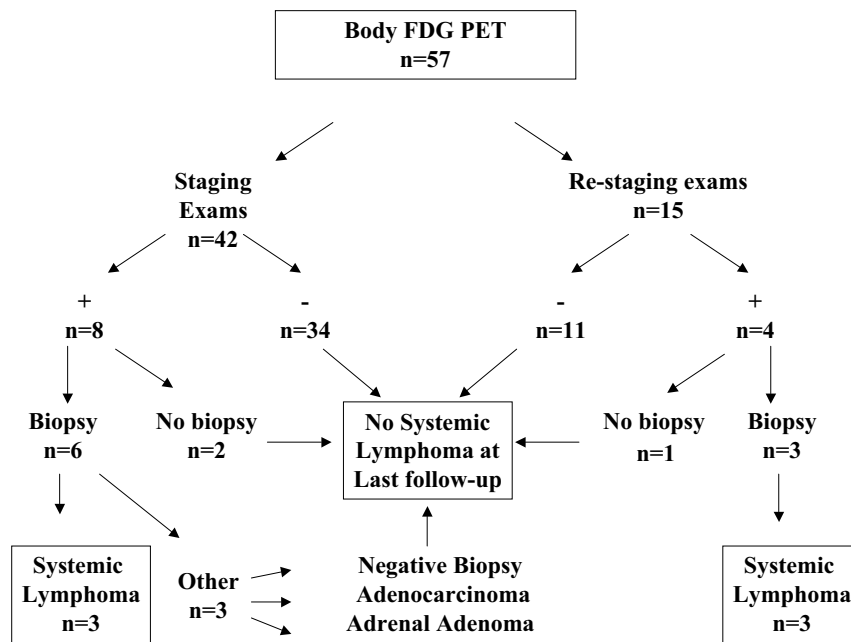 Body FDG PET
n=57
Staging
Exams
n=42
Re-staging exams
n=15
+
n=8
-
n=34
-
n=11
+
n=4
Biopsy
n=6
No biopsy
n=2
No Systemic
Lymphoma at
Last follow-up
No biopsy
n=1
Biopsy
n=3
Systemic
Lymphoma
n=3
Other
n=3
Negative Biopsy
Adenocarcinoma
Adrenal Adenoma
Systemic
Lymphoma
n=3